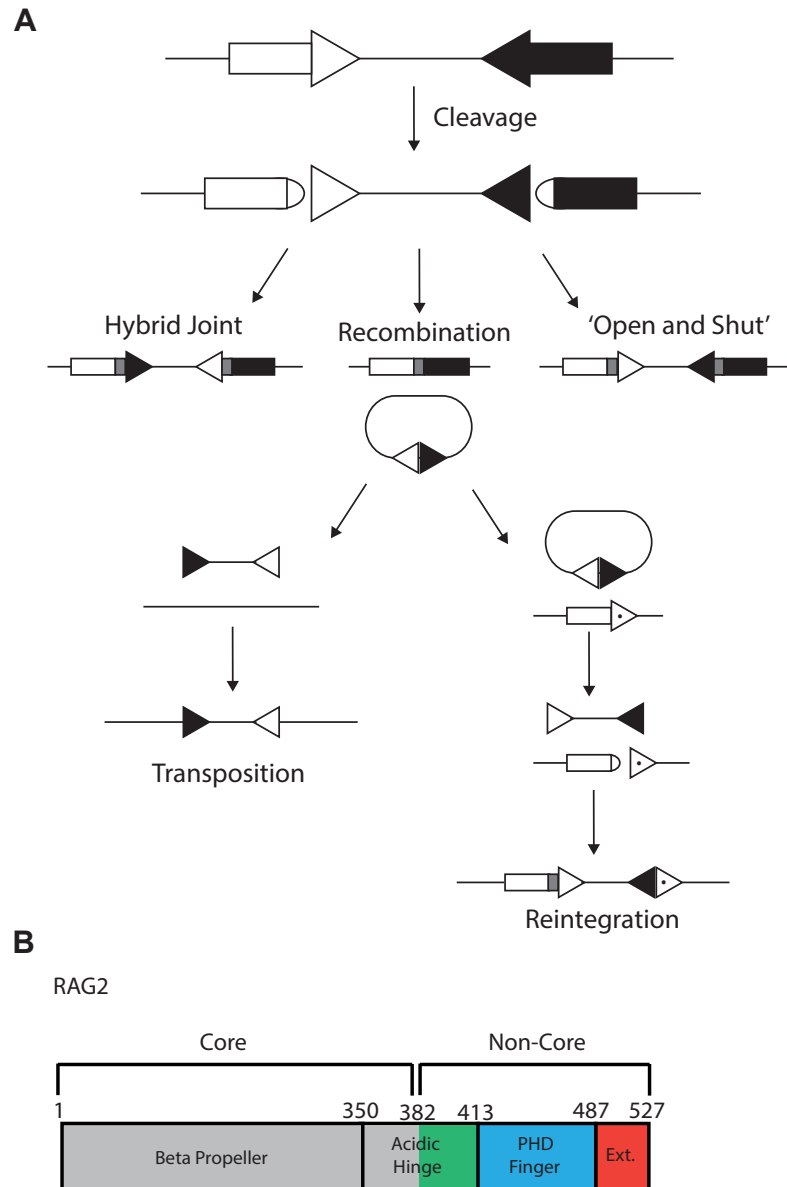 A
Cleavage
Hybrid Joint
Recombination
'Open and Shut'
Transposition
Reintegration
B
RAG2
Core
Non-Core
1
350
382
413
487
527
Beta Propeller
Acidic
Hinge
PHD
Finger
Ext.